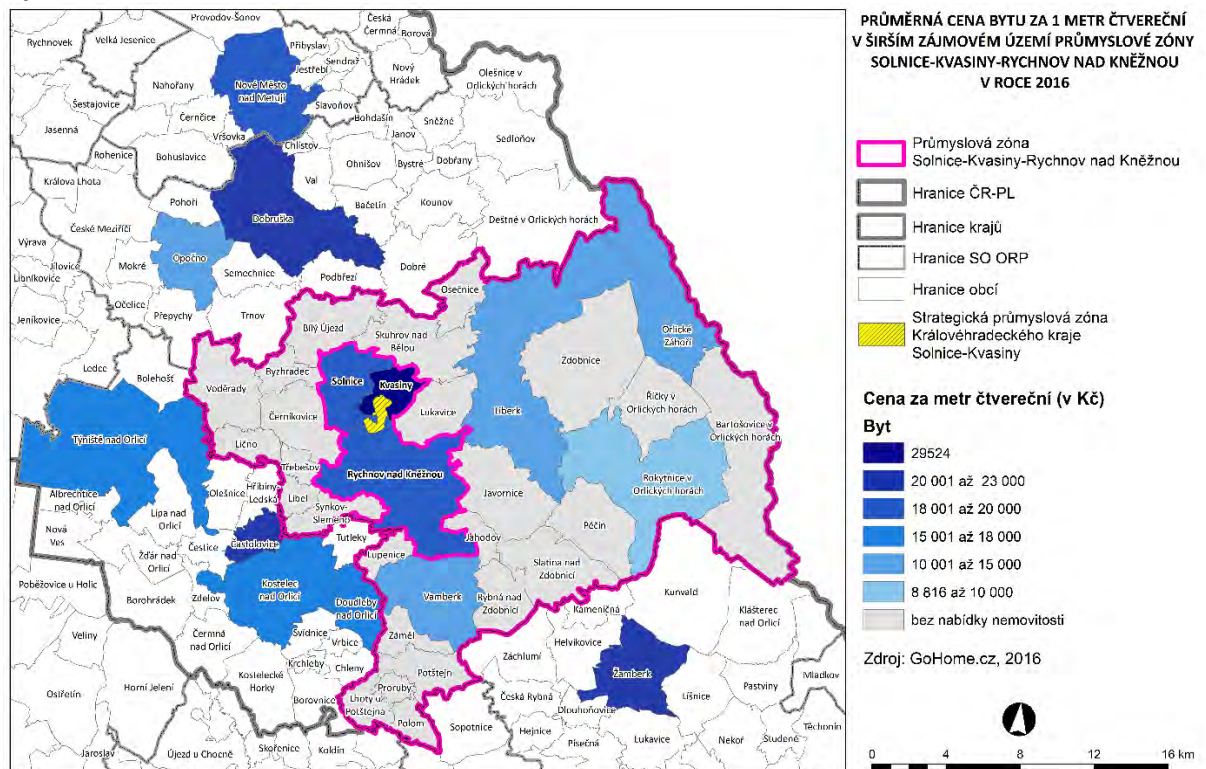 PRŮMĚRNÁ CENA BYTU ZA 1 METR ČTVEREČNÍ
V ŠIRŠÍM ZÁJMOVÉM ÚZEMÍ PRŮMYSLOVÉ ZÓNY
SOLNICE-KVASINY-RYCHNOV NAD KNĚŽNOU
V ROCE 2016
Průmyslová zóna
Solnice-Kvasiny-Rychnov nad Kněžnou
Hranice ČR-PL
Hranice krajů
Hranice SO ORP
Hranice obcí
Strategická průmyslová zóna
Královéhradeckého kraje
Solnice-Kvasiny
Cena za metr čtvereční (v Kč)
Byt
29524
20 001 až 23 000
18 001 až 20 000
15 001 až 18 000
10 001 až 15 000
8 816 až 10 000
bez nabídky nemovitosti
Zdroj: GoHome.cz, 2016
0 4 8 12 16 km
Provodov-Šonov
Česká
Čermná
Borová
Rychnovek
Velká Jesenice
Přibyslav
Sendraž
Jestřebí
Nový
Hrádek
Olešnice v
Orlických horách
Nahořany
Nové Město
nad Metují
Slavoňov
Šestajovice
Černčice
Bohdašín
Sněžné
Jasenná
Vršovka
Janov
Sedloňov
Rohenice
Bohuslavice
Chlístov
Ohnišov
Bystré
Dobřany
Králova Lhota
Val
Pohoří
Bačetín
Kounov
Dobruška
Deštné v Orlických horách
České Meziříčí
Výrava
Opočno
Jílovice
Mokré
Semechnice
Podbřezí
Dobré
Libníkovice
Očelice
Osečnice
Jeníkovice
Přepychy
Trnov
Bílý Újezd
Skuhrov nad
Bělou
Orlické
Záhoří
Zdobnice
Ledce
Bolehošť
Byzhradec
Solnice
Kvasiny
Voděrady
Říčky v
Orlických horách
Černíkovice
Lukavice
Liberk
Bartošovice v
Orlických horách
Týniště nad Orlicí
Lično
Třebešov
Rychnov nad Kněžnou
Rokytnice v
Orlických horách
Albrechtice
nad Orlicí
Olešnice
Hřibiny
Ledská
Libel
Javornice
Lípa nad
Orlicí
Synkov-
Slemeno
Nová
Ves
Častolovice
Tutleky
Jahodov
Pěčín
Čestice
Žďár nad
Orlicí
Lupenice
Slatina nad
Zdobnicí
Poběžovice u Holic
Kostelec
nad Orlicí
Zdelov
Borohrádek
Vamberk
Rybná nad
Zdobnicí
Doudleby
nad Orlicí
Kameničná
Kunvald
Klášterec
nad Orlicí
Svídnice
Veliny
Čermná
nad Orlicí
Vrbice
Záměl
Helvíkovice
Krchleby
Chleny
Potštejn
Záchlumí
Žamberk
Mladkov
Kostelecké
Horky
Proruby
Pastviny
Ostřetín
Horní Jelení
Borovnice
Lhoty u
Potštejna
Česká Rybná
Líšnice
Dlouhoňovice
Polom
Sopotnice
Těchonín
Hejnice
Písečná
Lukavice
Nekoř
Studené
Jaroslav
Újezd u Chocně
Skořenice
Koldín